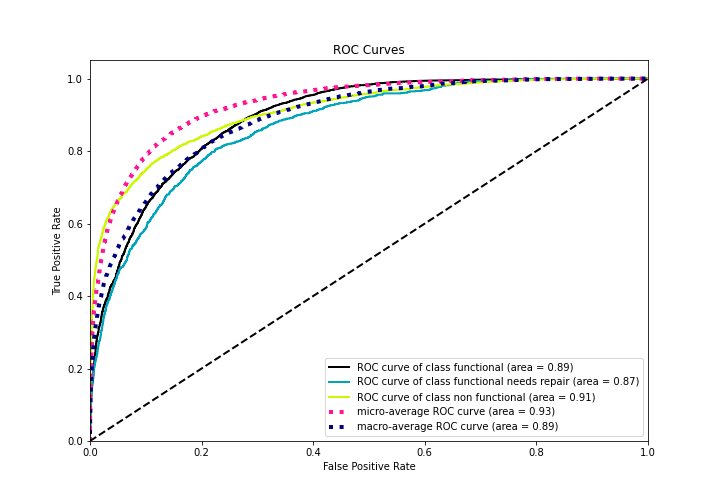 ROC Curves
True Positive Rate
1.0
0.8
0.6
0.4
0.2
0.0
0.0 0.2 0.4 0.6 0.8 1.0
False Positive Rate
ROC curve of class functional (area = 0.89)
ROC curve of class functional needs repair (area = 0.87)
ROC curve of class non functional (area = 0.91)
micro-average ROC curve (area = 0.93)
macro-average ROC curve (area = 0.89)